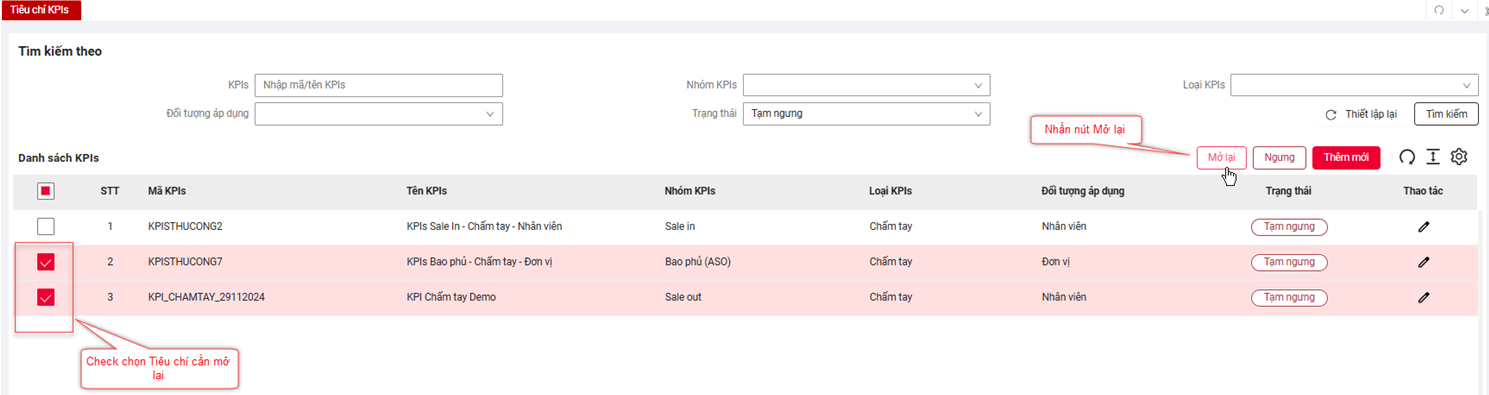 Tiêu chí KPIs
Tìm kiếm theo
KPIs Nhập mã/tên KPIs Nhóm KPIs Loại KPIs
Đối tượng áp dụng Trạng thái Tạm ngưng Thiết lập lại Tìm kiếm
Nhấn nút Mở lại
Danh sách KPIs Mở lại Ngưng Thêm mới
STT Mã KPIs Tên KPIs Nhóm KPIs Loại KPIs Đối tượng áp dụng Trạng thái Thao tác
1 KPISTHUCONG2 KPIs Sale In - Chấm tay - Nhân viên Sale in Chấm tay Nhân viên Tạm ngưng
2 KPISTHUCONG7 KPIs Bao phủ - Chấm tay - Đơn vị Bao phủ (ASO) Chấm tay Đơn vị Tạm ngưng
3 KPI_CHAMTAY_29112024 KPI Chấm tay Demo Sale out Chấm tay Nhân viên Tạm ngưng
Check chọn Tiêu chí cần mở
lại